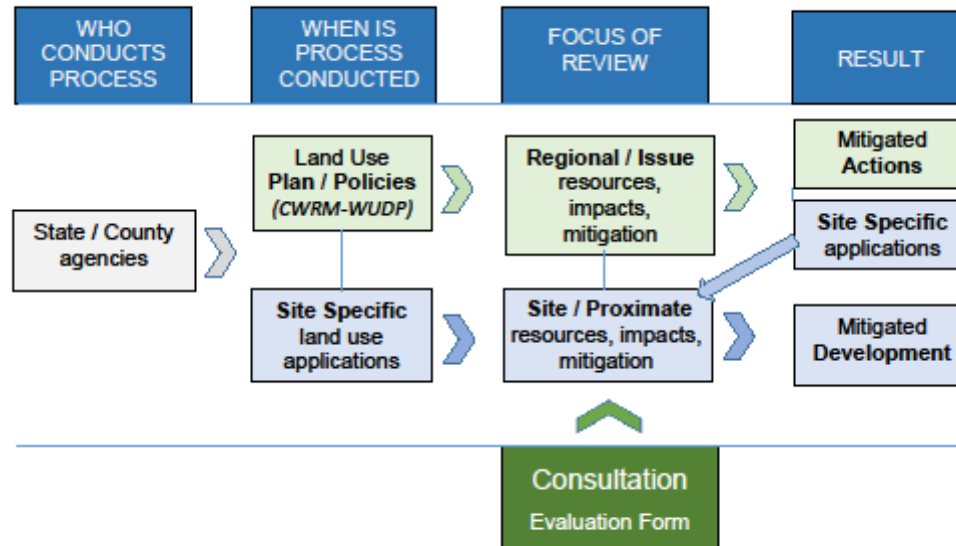 WHO
CONDUCTS
PROCESS
WHEN IS
PROCESS
CONDUCTED
FOCUS OF
REVIEW
RESULT
State / County
agencies
Land Use
Plan / Policies
(CWRM-WUDP)
Regional / Issue
resources,
impacts,
mitigation
Mitigated
Actions
Site Specific
applications
Site Specific
land use
applications
Site / Proximate
resources, impacts,
mitigation
Mitigated
Development
Consultation
Evaluation Form